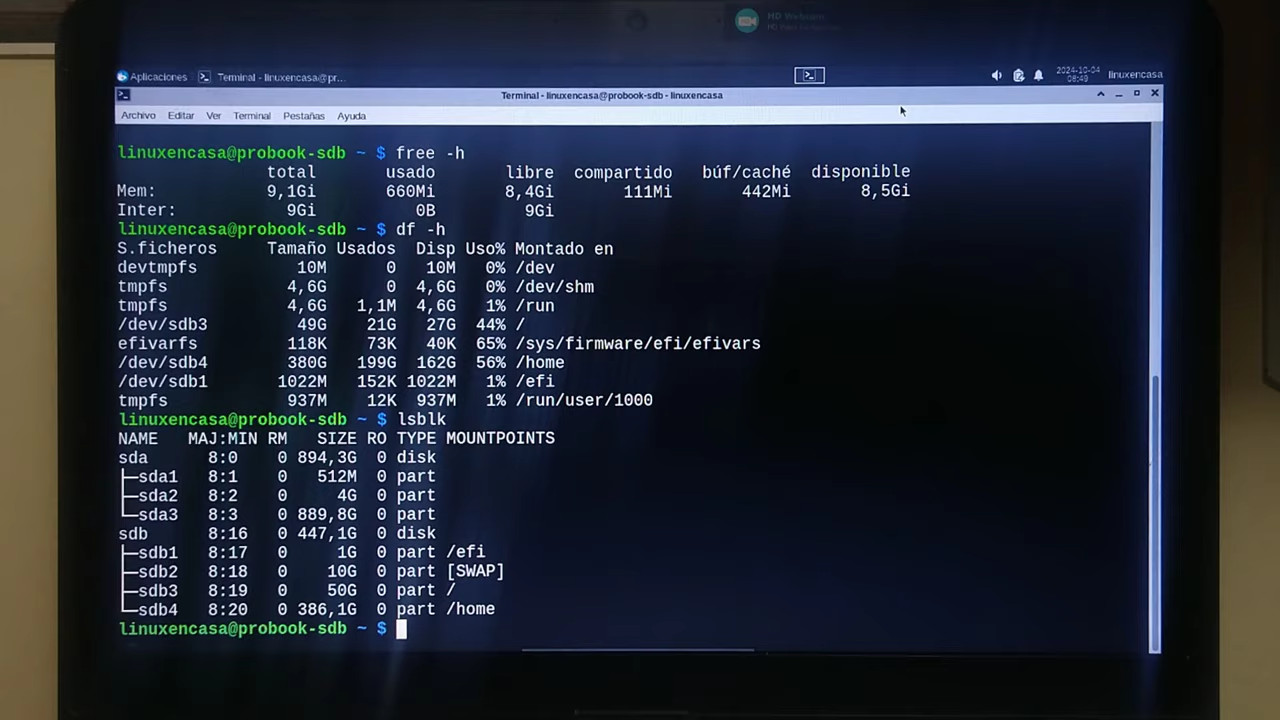 HD Webcam
Aplicaciones Terminal - linuxencasa@pr... 2024-10-04 linuxencasa
08:49
Terminal - linuxencasa@probook-sdb - linuxencasa
Archivo Editar Ver Terminal Pestañas Ayuda
linuxencasa@probook-sdb ~ $ free -h
total usado libre compartido búf/caché disponible
Mem: 9,1Gi 660Mi 8,4Gi 111Mi 442Mi 8,5Gi
Inter: 9Gi 0B 9Gi
linuxencasa@probook-sdb ~ $ df -h
S.ficheros Tamaño Usados Disp Uso% Montado en
devtmpfs 10M 0 10M 0% /dev
tmpfs 4,6G 0 4,6G 0% /dev/shm
tmpfs 4,6G 1,1M 4,6G 1% /run
/dev/sdb3 49G 21G 27G 44% /
efivarfs 118K 73K 40K 65% /sys/firmware/efi/efivars
/dev/sdb4 380G 199G 162G 56% /home
/dev/sdb1 1022M 152K 1022M 1% /efi
tmpfs 937M 12K 937M 1% /run/user/1000
linuxencasa@probook-sdb ~ $ lsblk
NAME MAJ:MIN RM SIZE RO TYPE MOUNTPOINTS
sda 8:0 0 894,3G 0 disk
├─sda1 8:1 0 512M 0 part
├─sda2 8:2 0 4G 0 part
└─sda3 8:3 0 889,8G 0 part
sdb 8:16 0 447,1G 0 disk
├─sdb1 8:17 0 1G 0 part /efi
├─sdb2 8:18 0 10G 0 part [SWAP]
├─sdb3 8:19 0 50G 0 part /
└─sdb4 8:20 0 386,1G 0 part /home
linuxencasa@probook-sdb ~ $